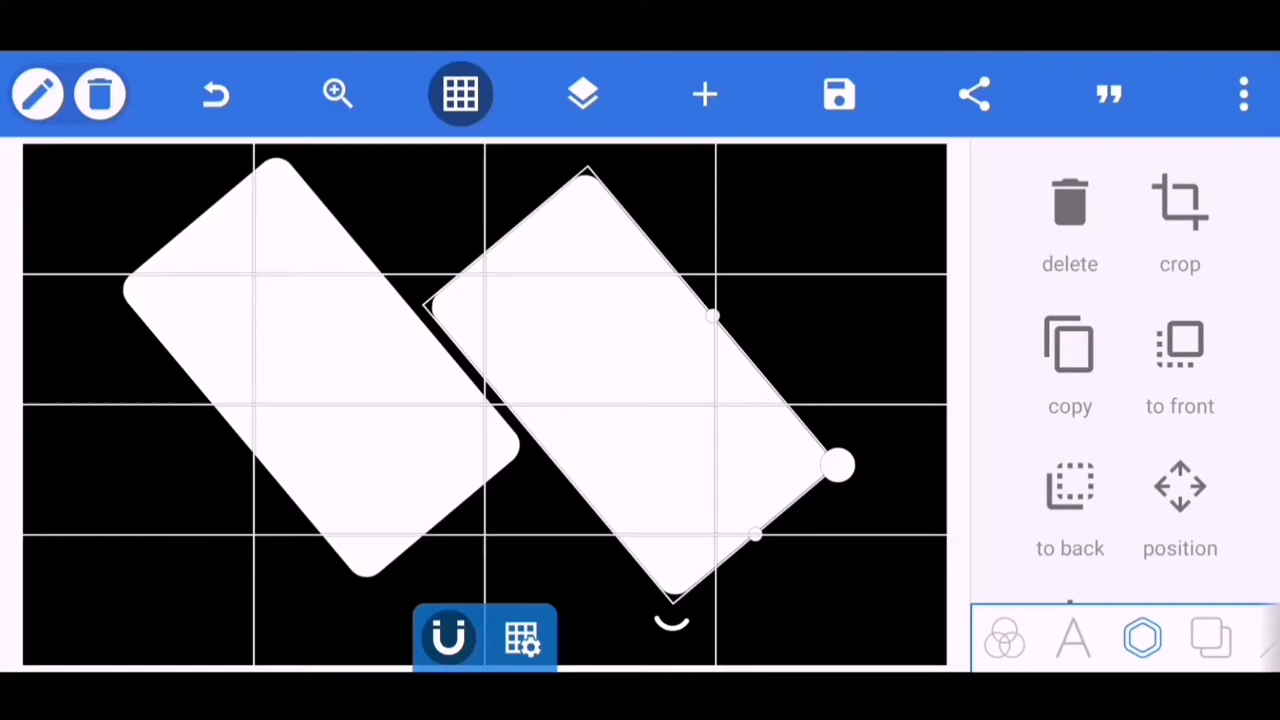 delete
crop
copy
to front
to back
position